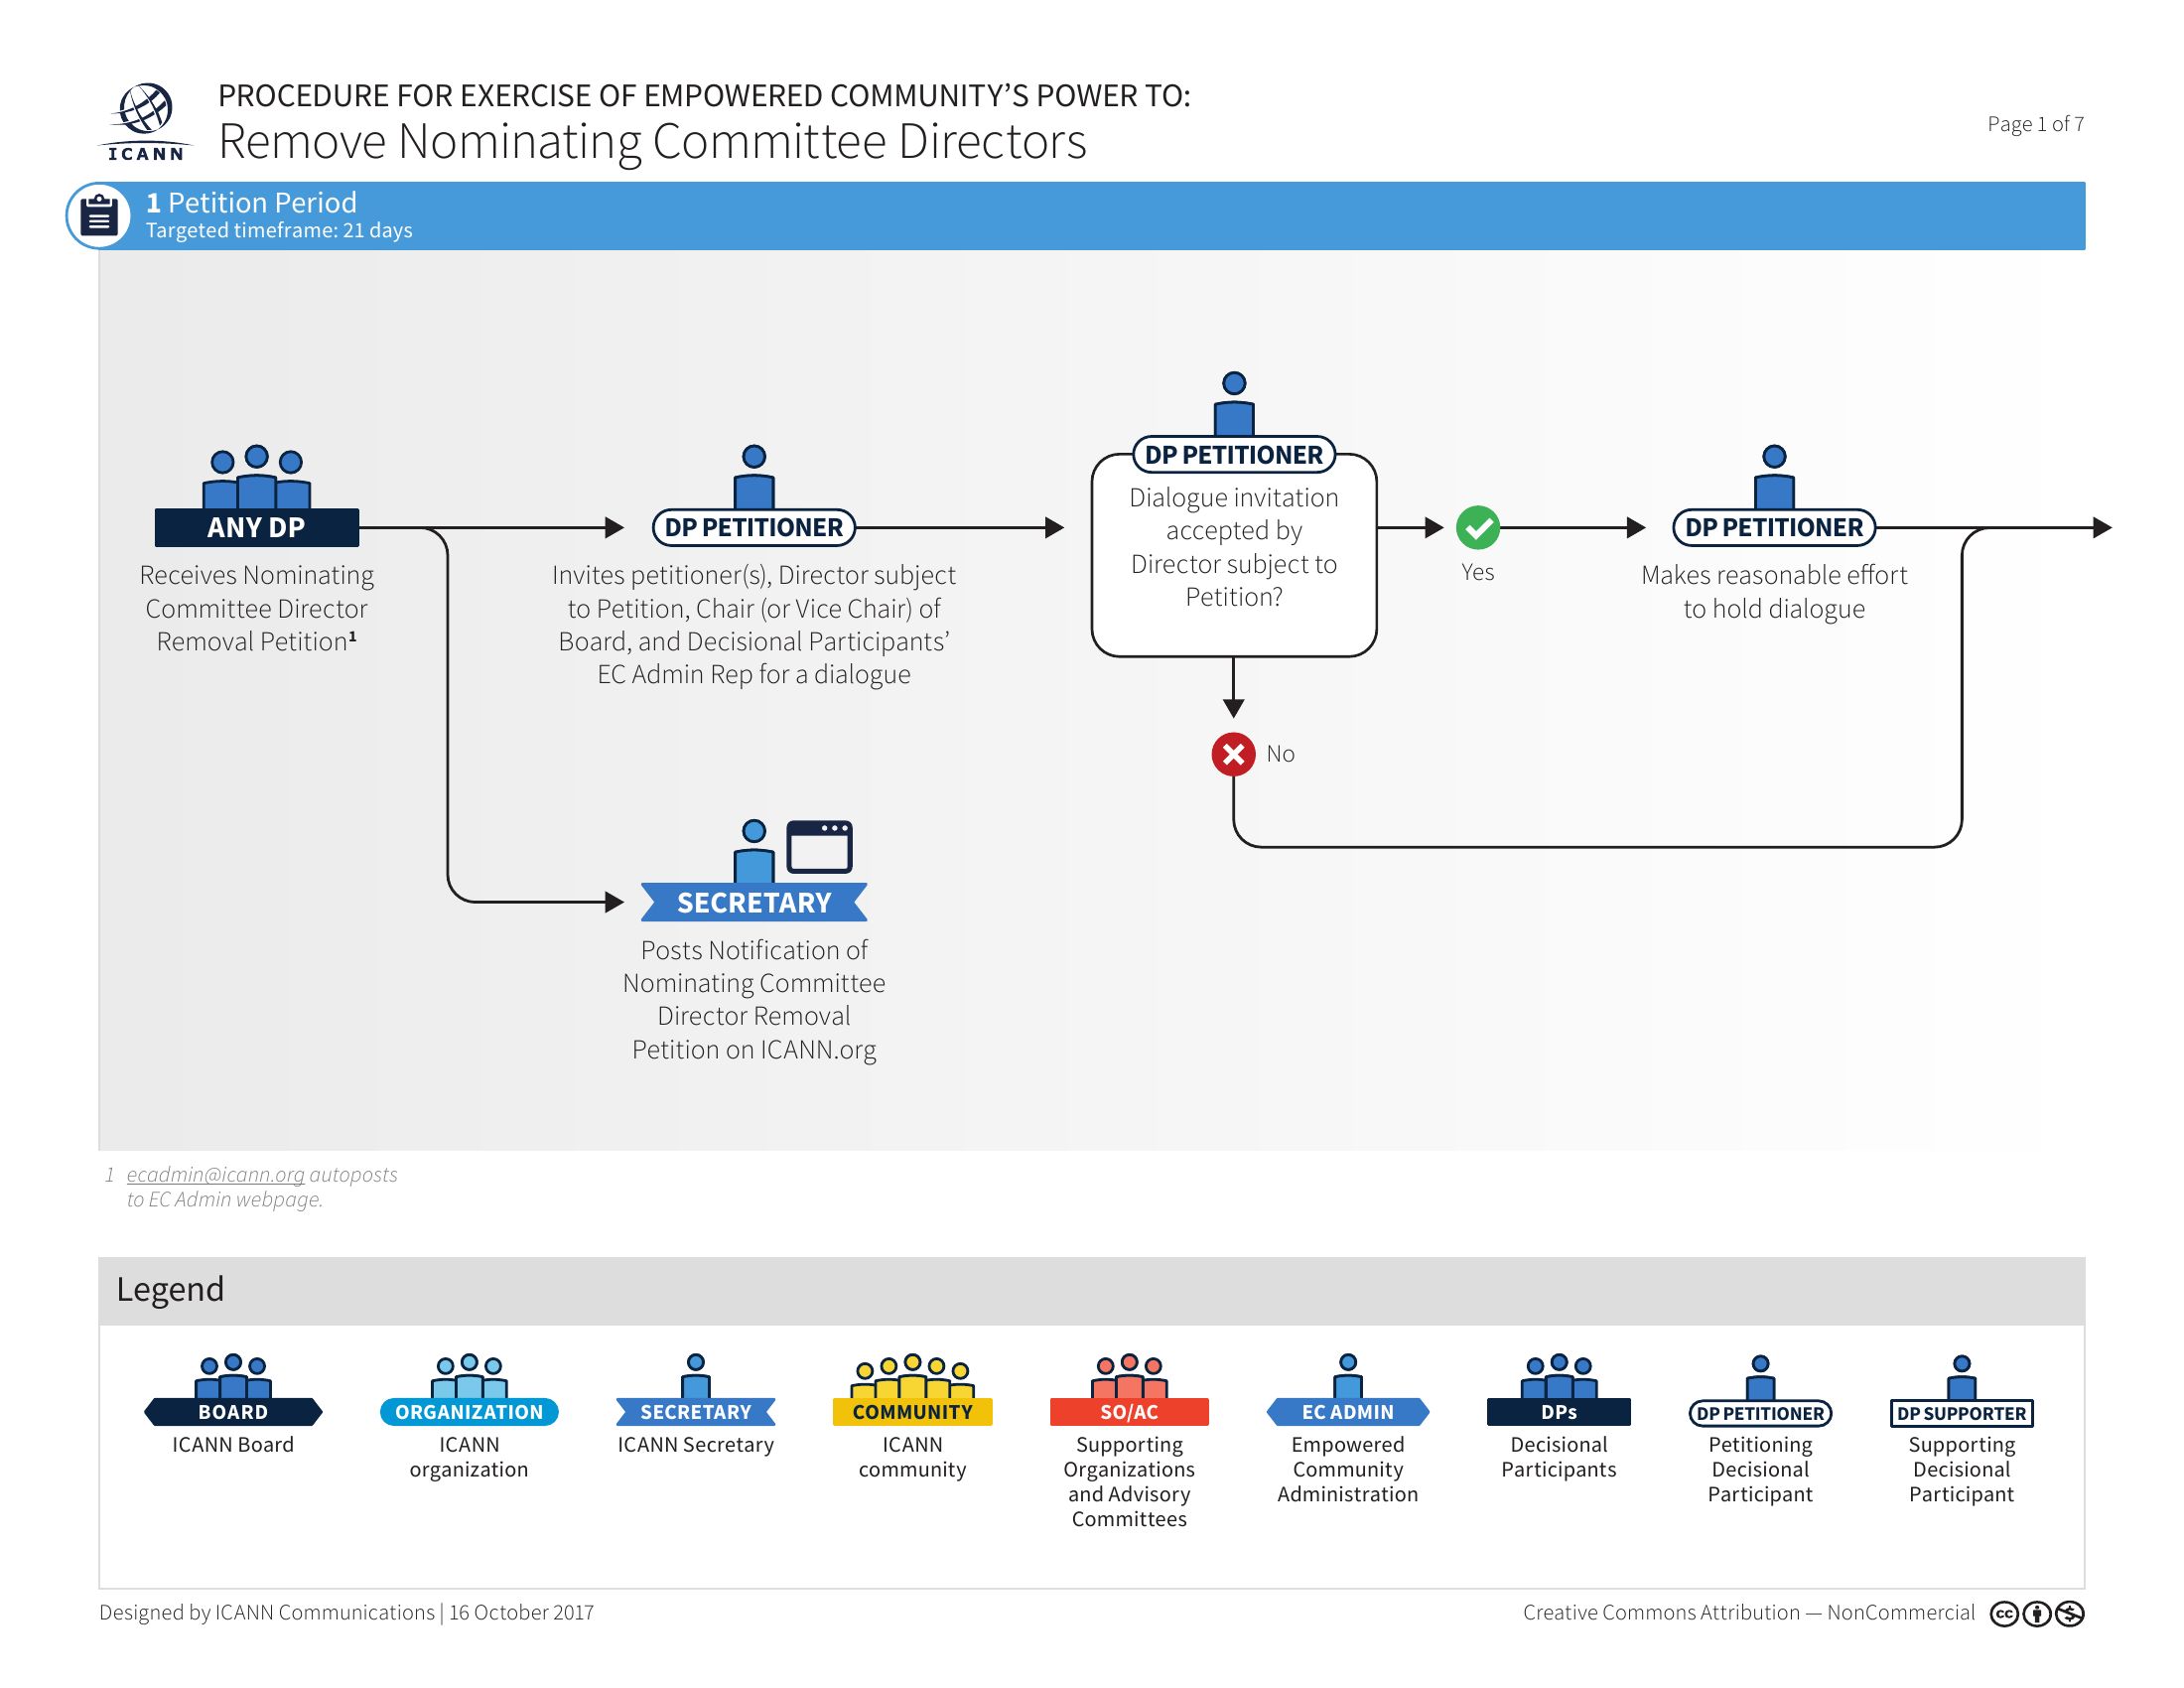 ICANN
PROCEDURE FOR EXERCISE OF EMPOWERED COMMUNITY’S POWER TO:
Remove Nominating Committee Directors
Page 1 of 7
1 Petition Period
Targeted timeframe: 21 days
ANY DP
Receives Nominating
Committee Director
Removal Petition¹
DP PETITIONER
Invites petitioner(s), Director subject
to Petition, Chair (or Vice Chair) of
Board, and Decisional Participants’
EC Admin Rep for a dialogue
DP PETITIONER
Dialogue invitation
accepted by
Director subject to
Petition?
Yes
DP PETITIONER
Makes reasonable effort
to hold dialogue
No
SECRETARY
Posts Notification of
Nominating Committee
Director Removal
Petition on ICANN.org
1 ecadmin@icann.org autoposts
to EC Admin webpage.
Legend
BOARD
ICANN Board
ORGANIZATION
ICANN
organization
SECRETARY
ICANN Secretary
COMMUNITY
ICANN
community
SO/AC
Supporting
Organizations
and Advisory
Committees
EC ADMIN
Empowered
Community
Administration
DPs
Decisional
Participants
DP PETITIONER
Petitioning
Decisional
Participant
DP SUPPORTER
Supporting
Decisional
Participant
Designed by ICANN Communications | 16 October 2017
Creative Commons Attribution — NonCommercial
cc